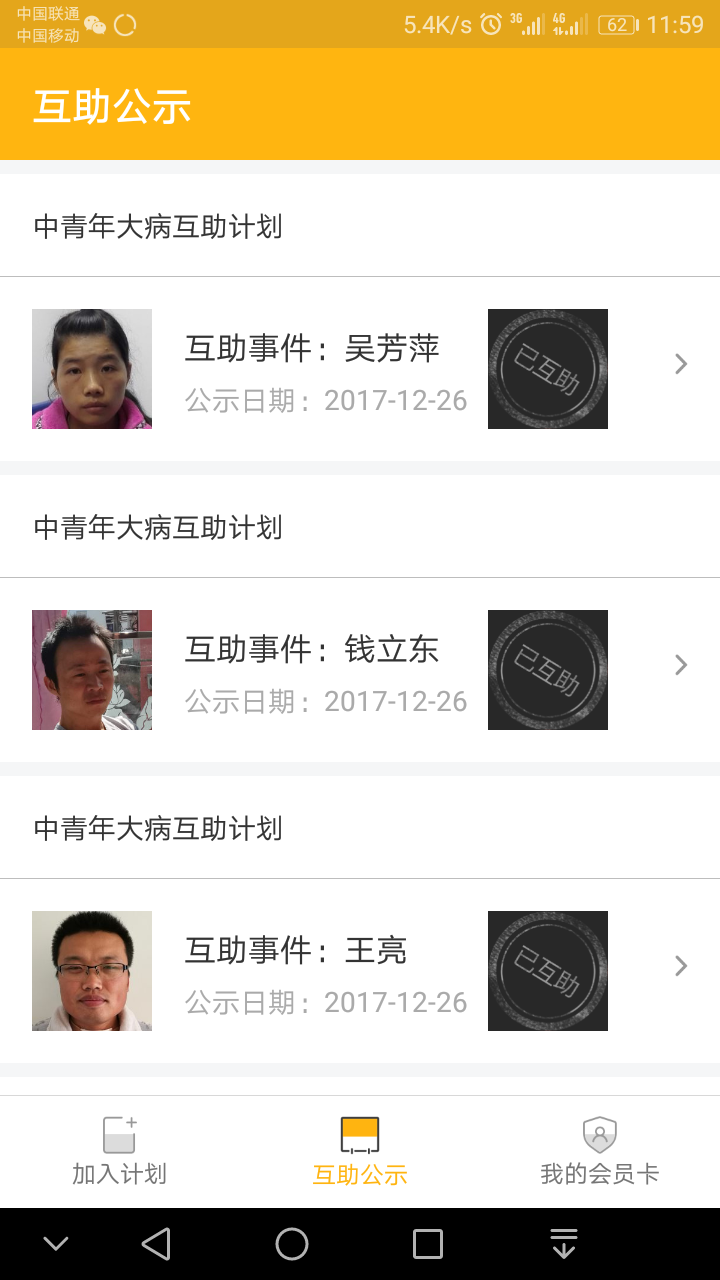 中国联通
中国移动
5.4K/s 3G 4G 62 11:59
互助公示
中青年大病互助计划
互助事件：吴芳萍
公示日期：2017-12-26
已互助
中青年大病互助计划
互助事件：钱立东
公示日期：2017-12-26
已互助
中青年大病互助计划
互助事件：王亮
公示日期：2017-12-26
已互助
加入计划
互助公示
我的会员卡